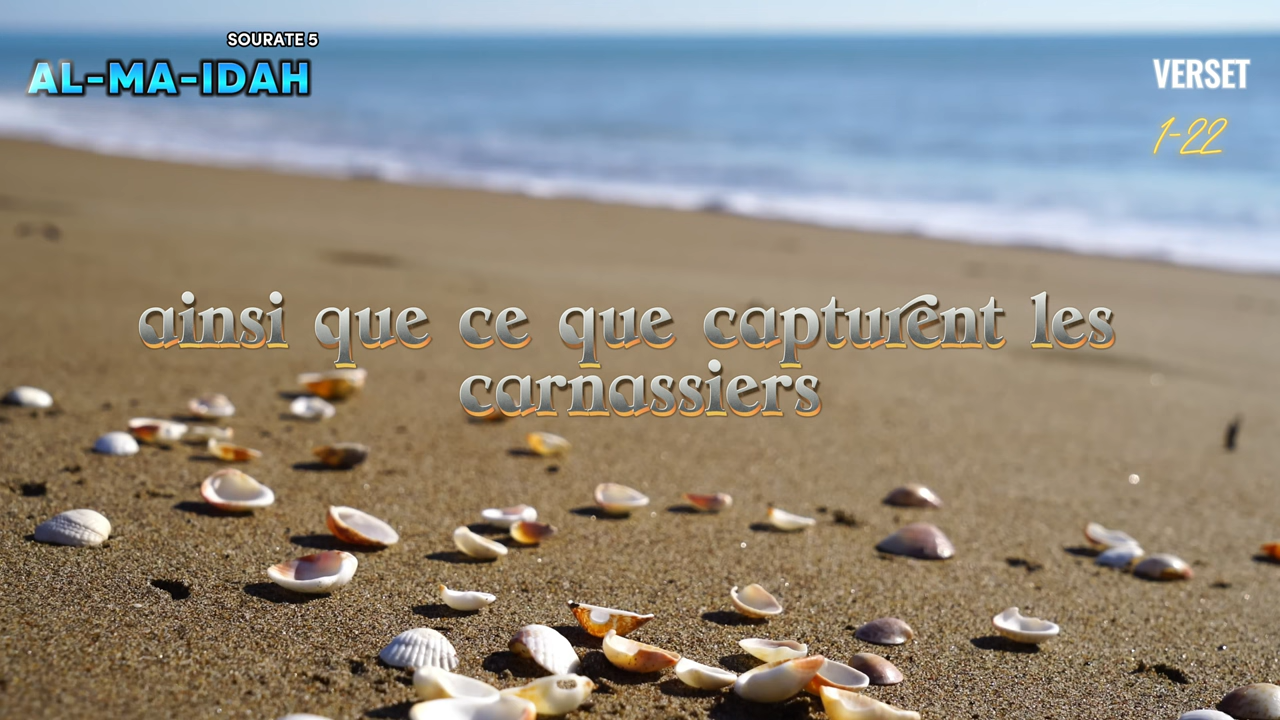 SOURATE 5
AL-MA-IDAH
VERSET
1-22
ainsi que ce que capturent les
carnassiers